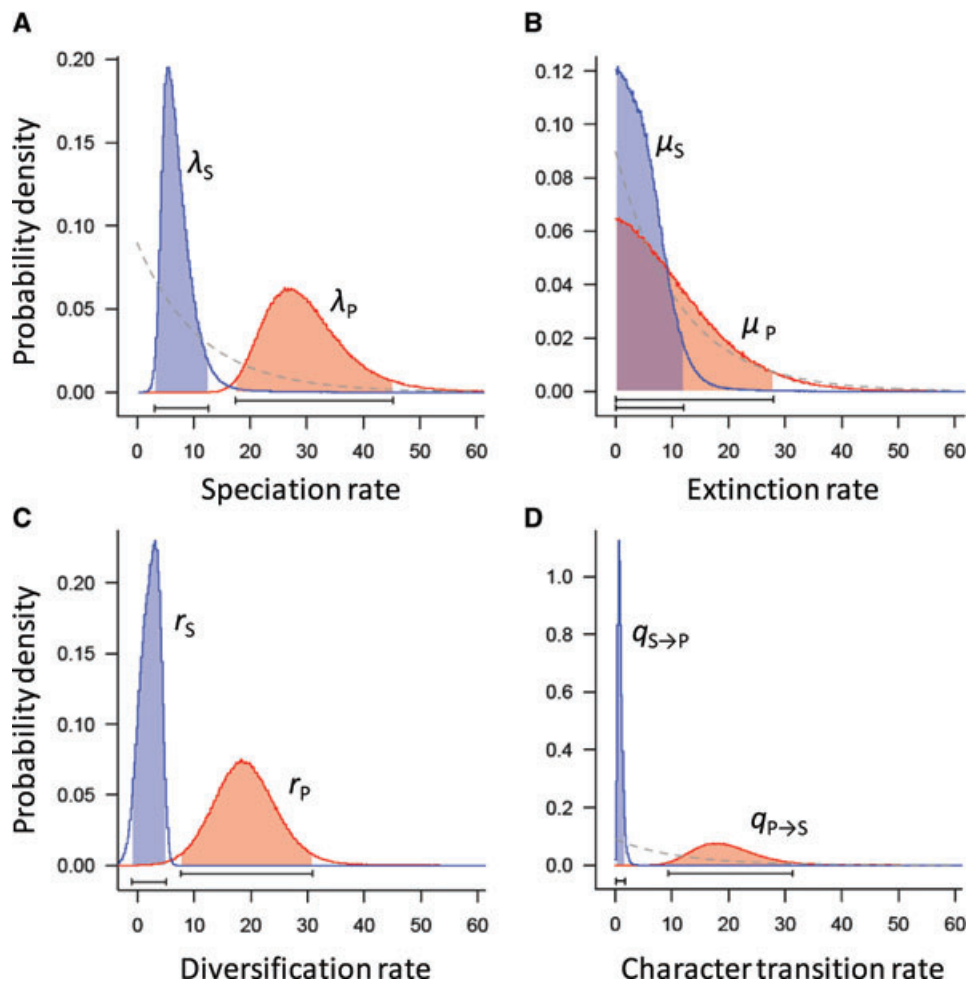 A
Probability density
0.20
0.15
0.10
0.05
0.00
λS
λP
0 10 20 30 40 50 60
Speciation rate
B
0.12
0.10
0.08
0.06
0.04
0.02
0
μS
μP
0 10 20 30 40 50 60
Extinction rate
C
Probability density
0.20
0.15
0.10
0.05
0.00
rS
rP
0 10 20 30 40 50 60
Diversification rate
D
1.0
0.8
0.6
0.4
0.2
0.0
qS→P
qP→S
0 10 20 30 40 50 60
Character transition rate